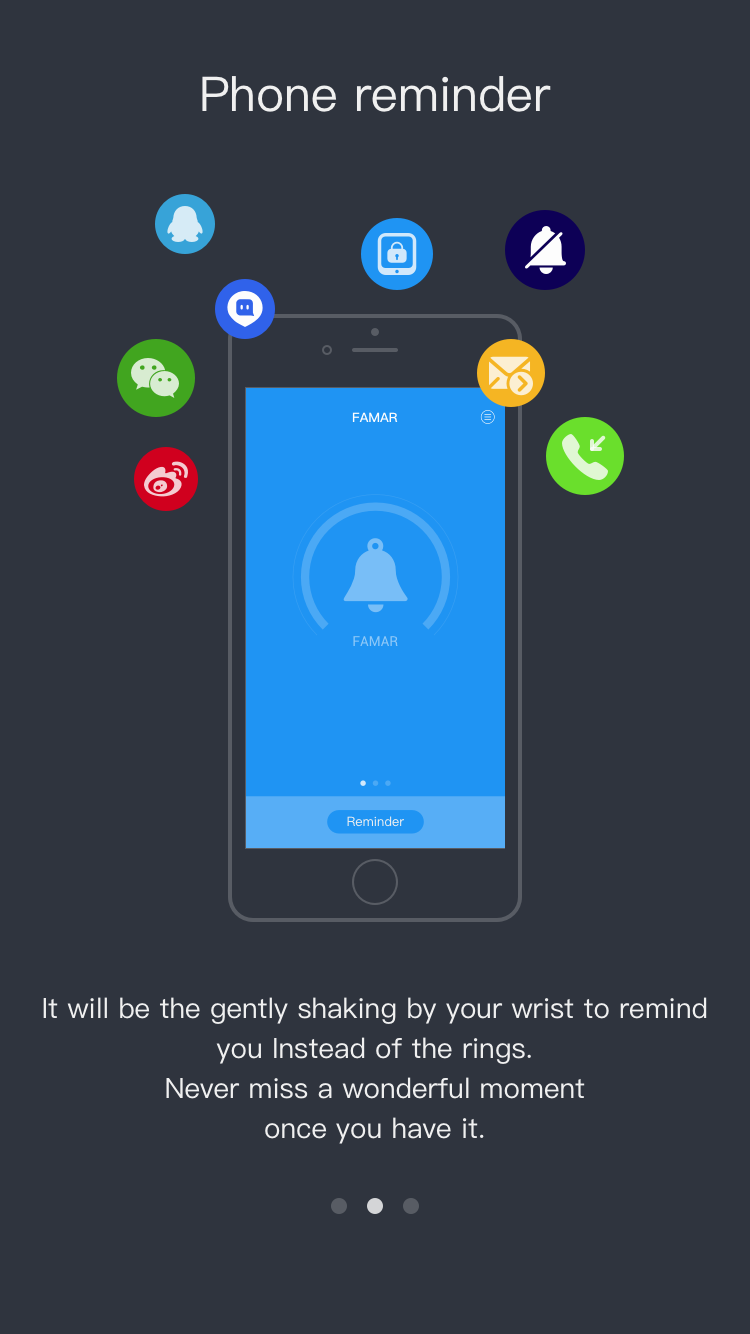 Phone reminder
FAMAR
FAMAR
Reminder
It will be the gently shaking by your wrist to remind
you Instead of the rings.
Never miss a wonderful moment
once you have it.